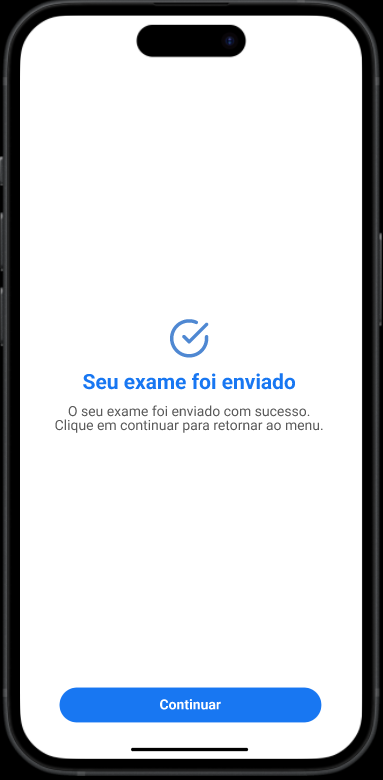 Seu exame foi enviado
O seu exame foi enviado com sucesso.
Clique em continuar para retornar ao menu.
Continuar